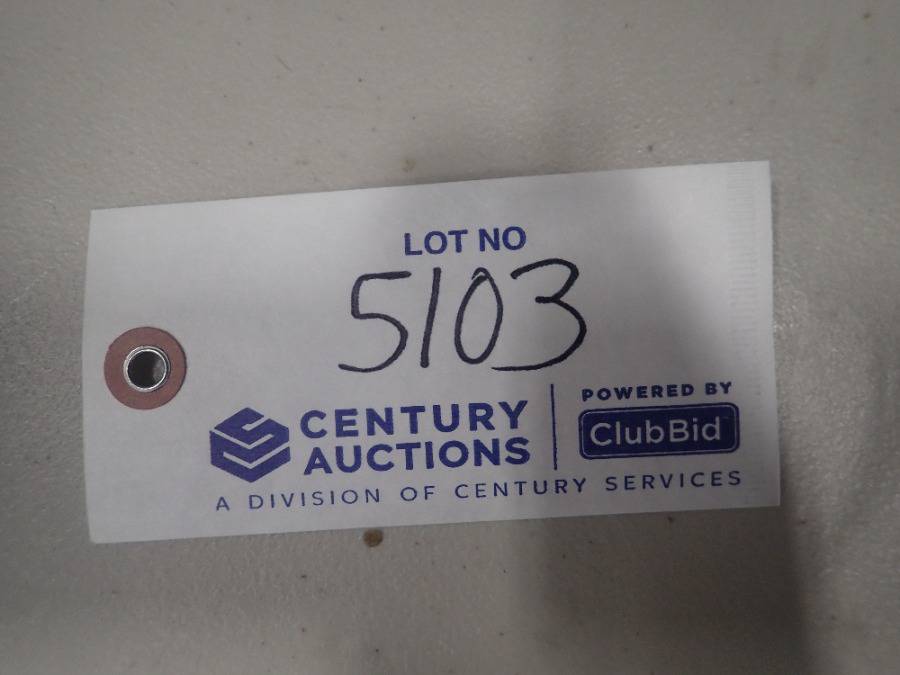 LOT NO
5103
CENTURY
AUCTIONS
POWERED BY
ClubBid
A DIVISION OF CENTURY SERVICES